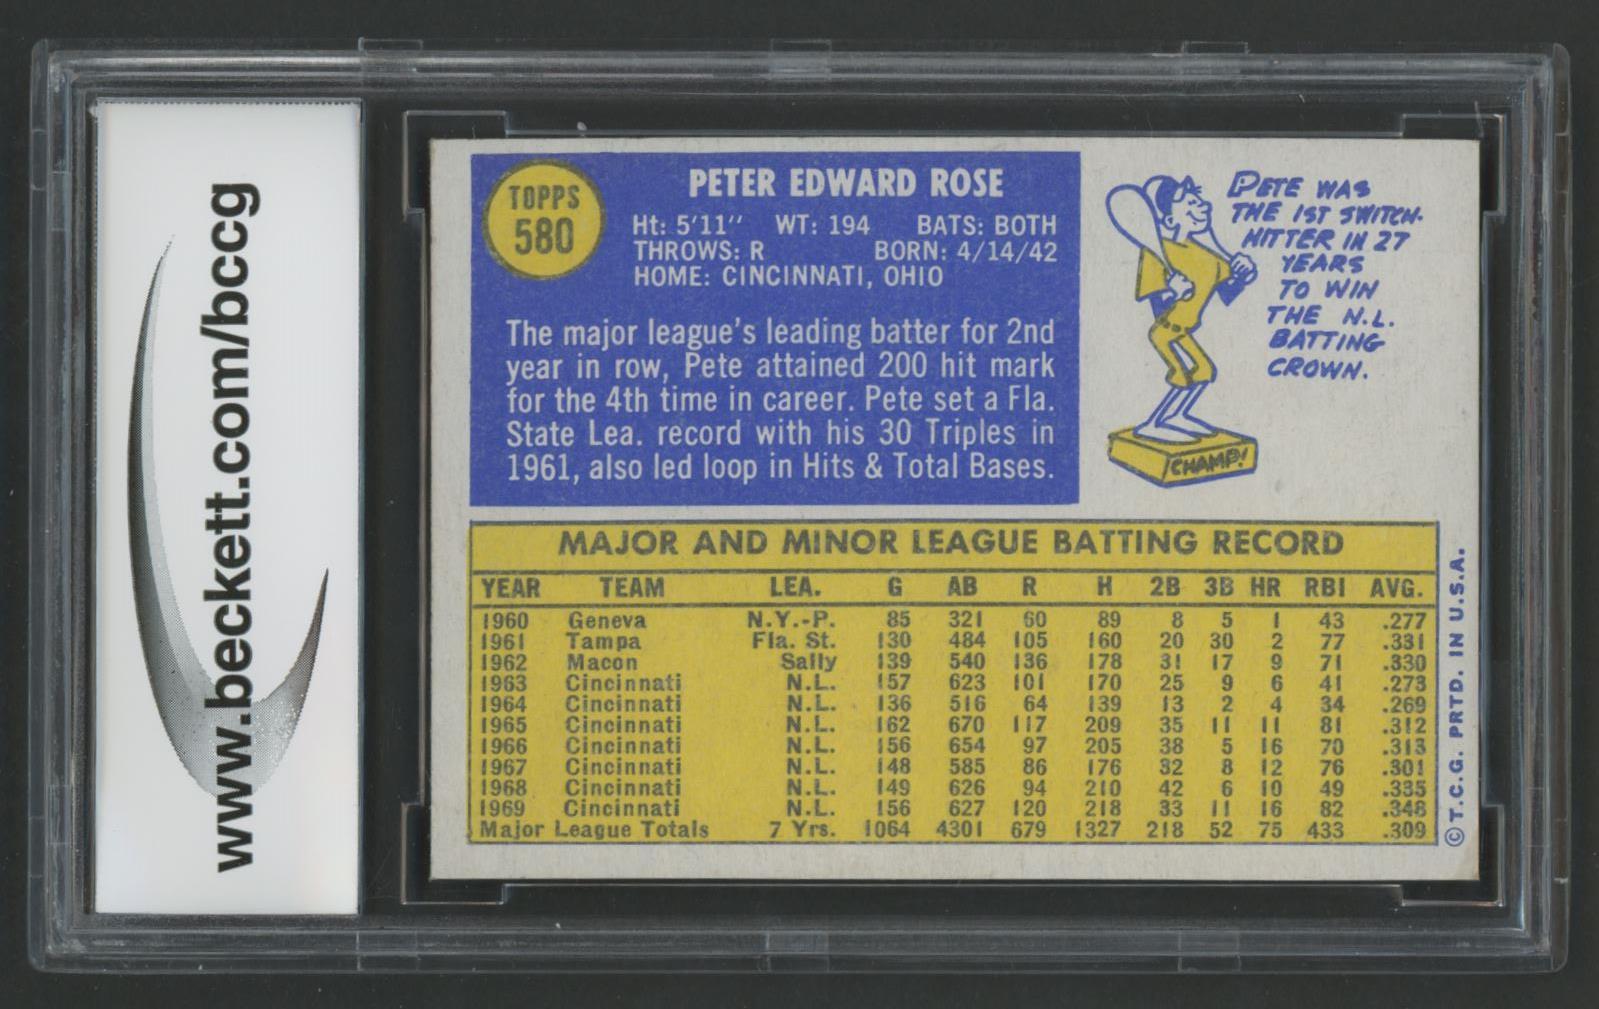 www.beckett.com/bccg
TOPPS
580
PETER EDWARD ROSE
Ht: 5'11" WT: 194 BATS: BOTH
THROWS: R BORN: 4/14/42
HOME: CINCINNATI, OHIO
The major league's leading batter for 2nd
year in row, Pete attained 200 hit mark
for the 4th time in career. Pete set a Fla.
State Lea. record with his 30 Triples in
1961, also led loop in Hits & Total Bases.
PETE WAS
THE 1ST SWITCH-
HITTER IN 27
YEARS
TO WIN
THE N.L.
BATTING
CROWN.
CHAMP!
MAJOR AND MINOR LEAGUE BATTING RECORD
YEAR TEAM LEA. G AB R H 2B 3B HR RBI AVG.
1960 Geneva N.Y.-P. 85 321 60 89 8 5 1 43 .277
1961 Tampa Fla. St. 130 484 105 160 20 30 2 77 .331
1962 Macon Sally 139 540 136 178 31 17 9 71 .330
1963 Cincinnati N.L. 157 623 101 170 25 9 6 41 .273
1964 Cincinnati N.L. 136 516 64 139 13 2 4 34 .269
1965 Cincinnati N.L. 162 670 117 209 35 11 11 81 .312
1966 Cincinnati N.L. 156 654 97 205 38 5 16 70 .313
1967 Cincinnati N.L. 148 585 86 176 32 8 12 76 .301
1968 Cincinnati N.L. 149 626 94 210 42 6 10 49 .335
1969 Cincinnati N.L. 156 627 120 218 33 11 16 82 .348
Major League Totals 7 Yrs. 1064 4301 679 1327 218 52 75 433 .309
©T.C.G. PRTD. IN U.S.A.